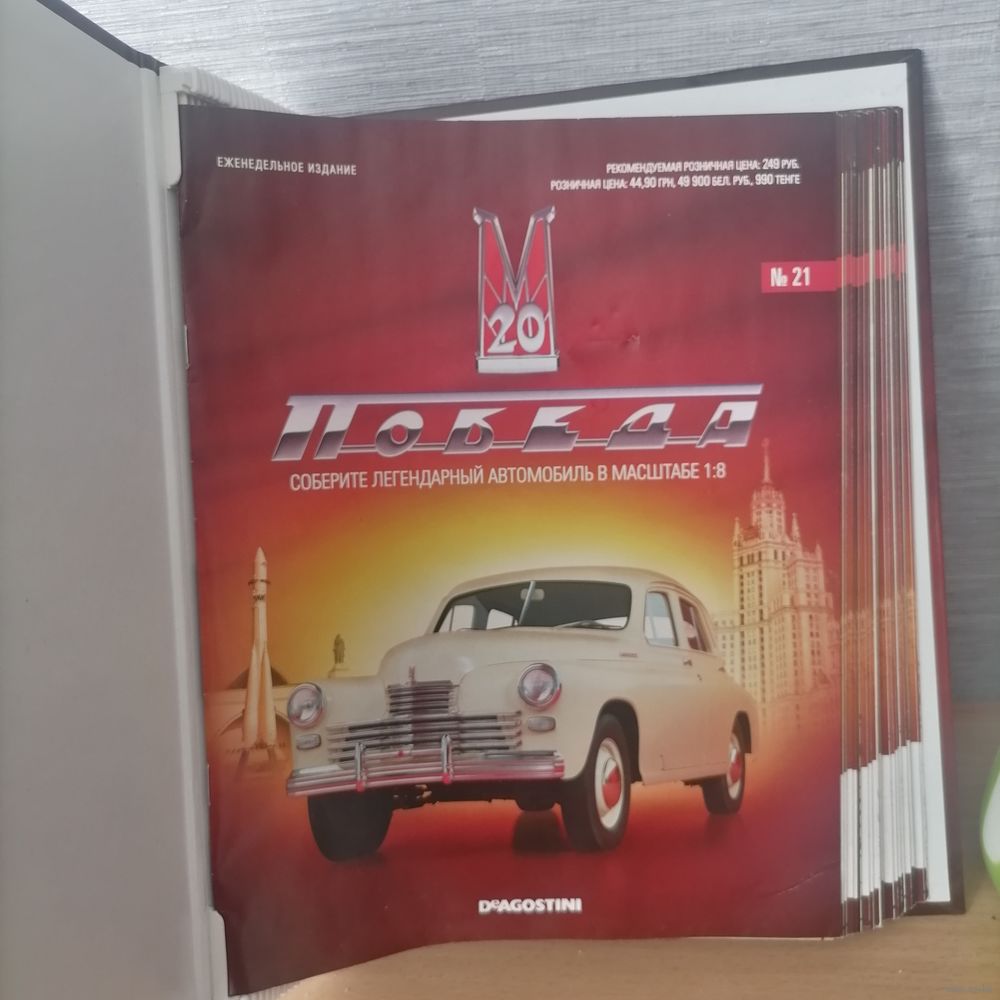 ЕЖЕНЕДЕЛЬНОЕ ИЗДАНИЕ
РЕКОМЕНДУЕМАЯ РОЗНИЧНАЯ ЦЕНА: 249 РУБ.
РОЗНИЧНАЯ ЦЕНА: 44,90 ГРН, 49 900 БЕЛ. РУБ., 990 ТЕНГЕ
М
20
№ 21
ПОБЕДА
СОБЕРИТЕ ЛЕГЕНДАРНЫЙ АВТОМОБИЛЬ В МАСШТАБЕ 1:8
DeAGOSTINI